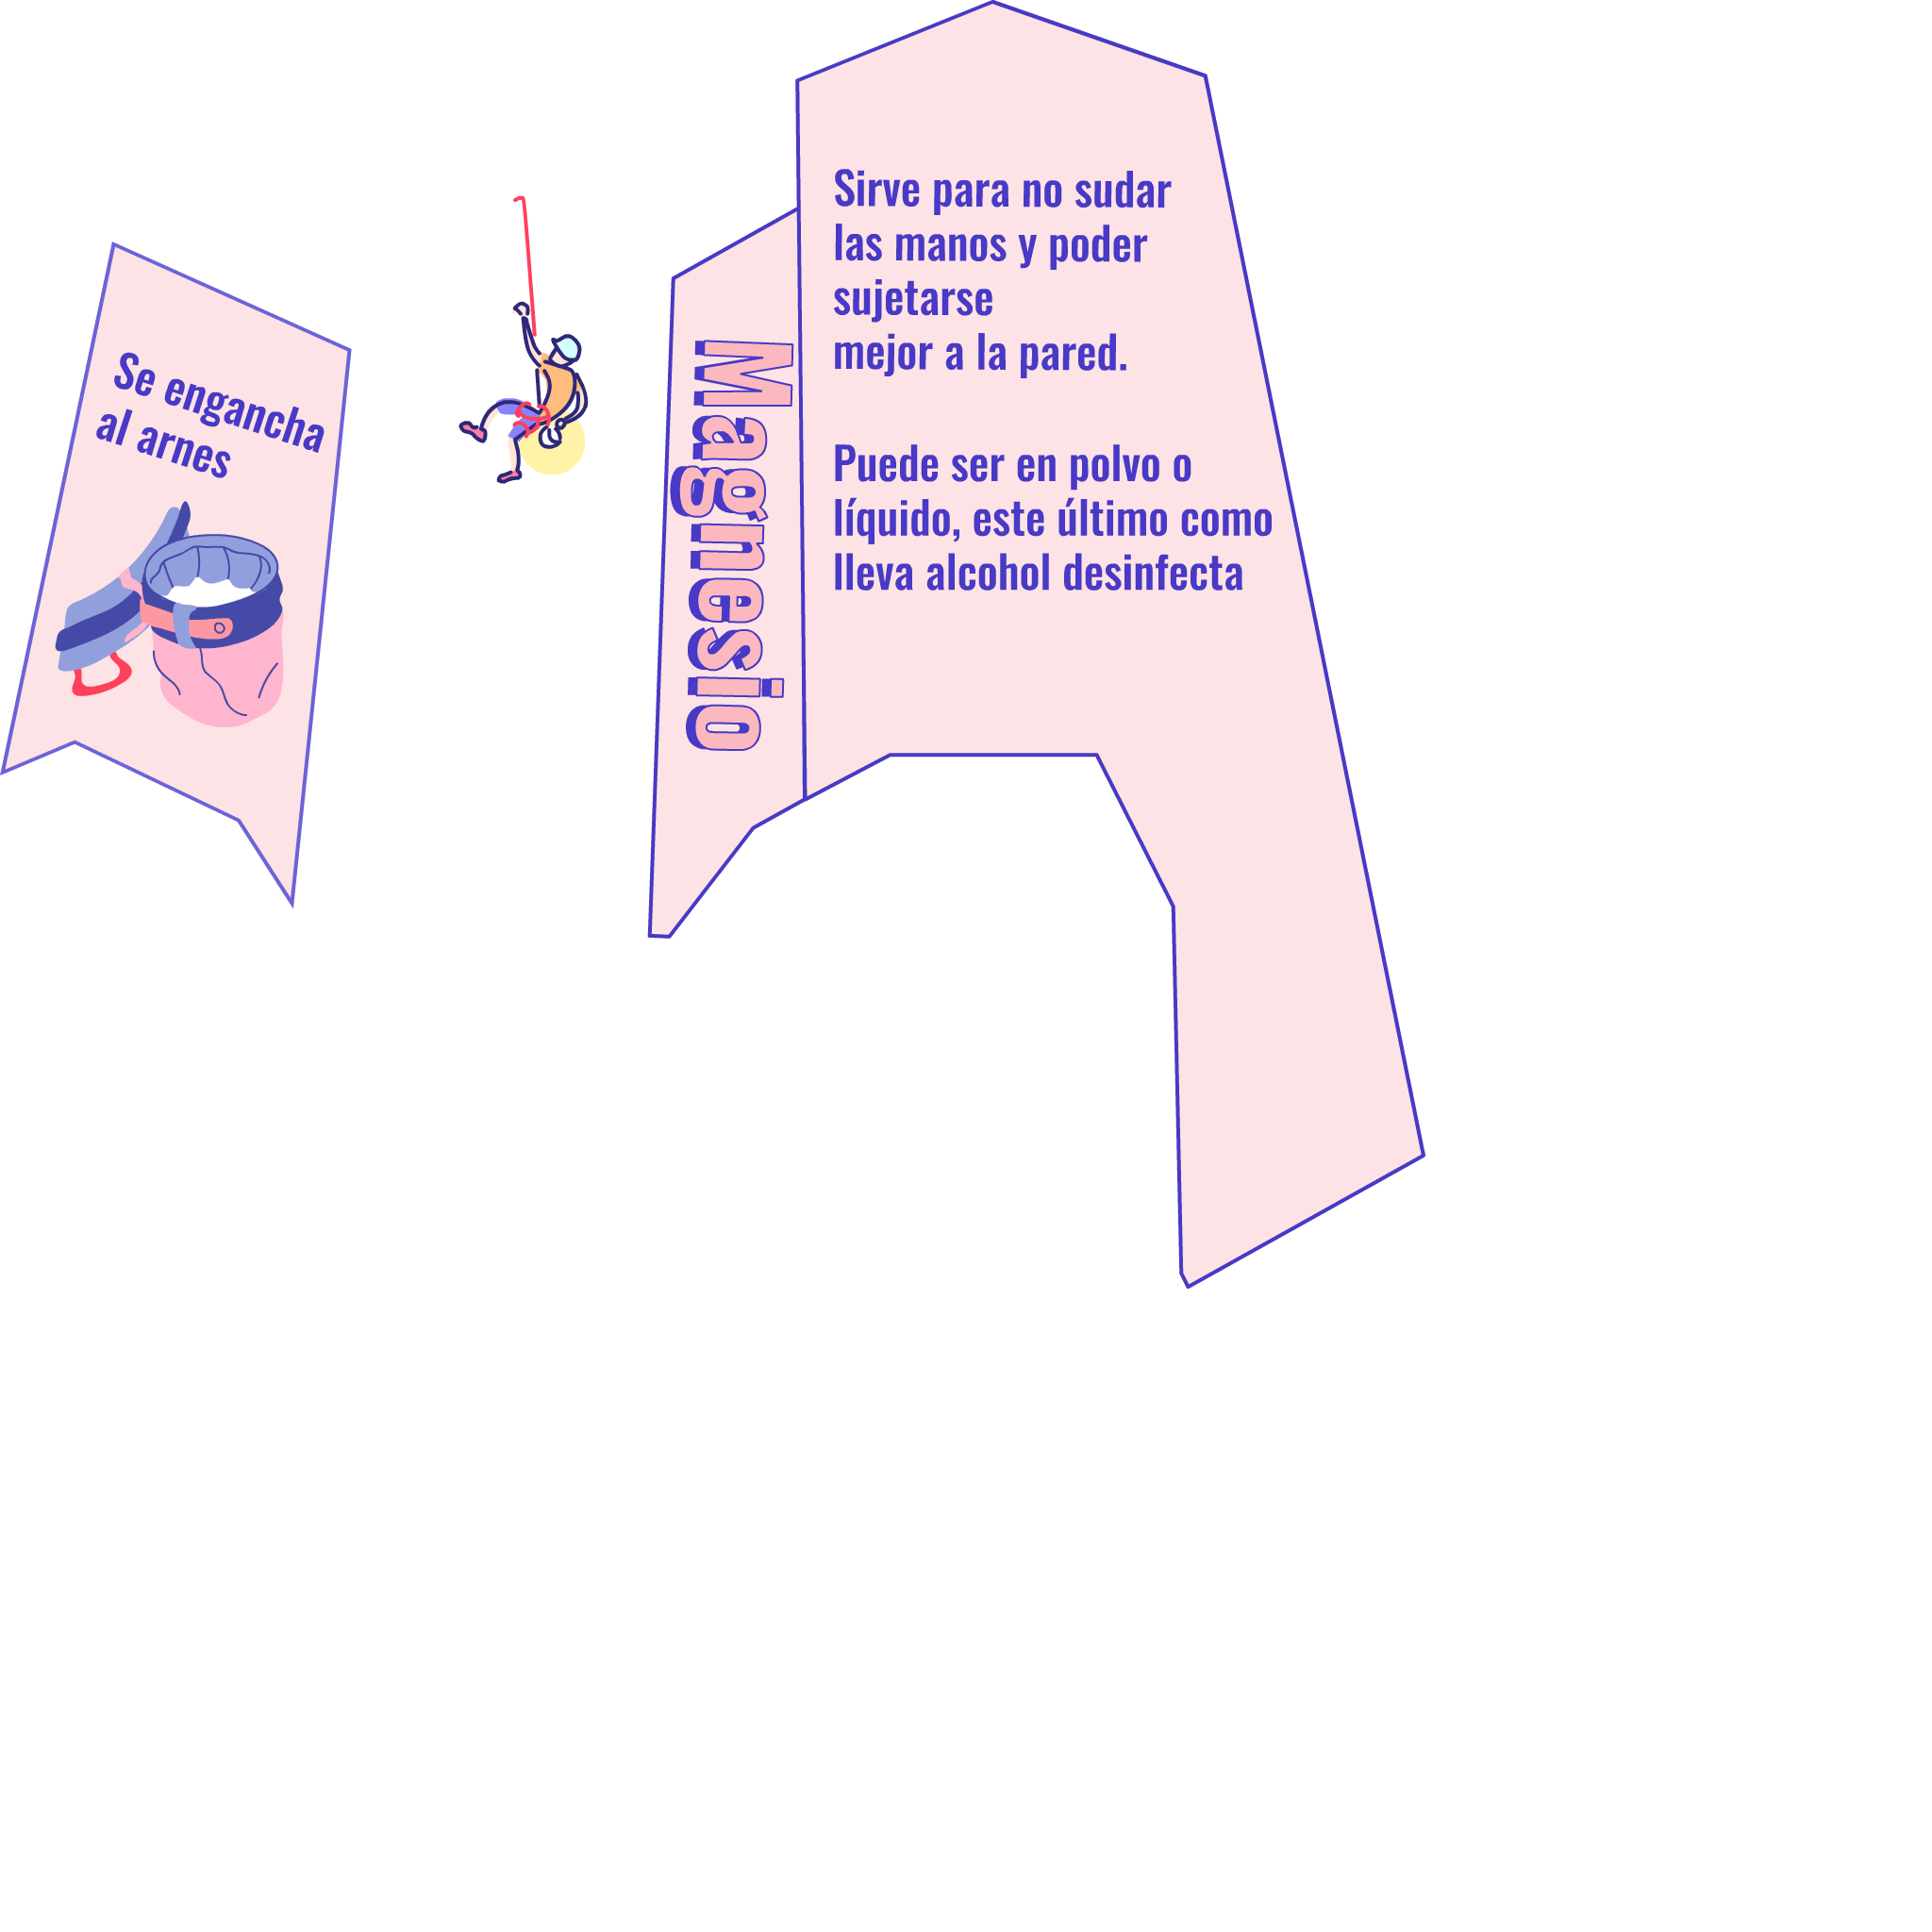 Se engancha
al arnes
Magnesio
Sirve para no sudar
las manos y poder
sujetarse
mejor a la pared.
Puede ser en polvo o
líquido, este último como
lleva alcohol desinfecta